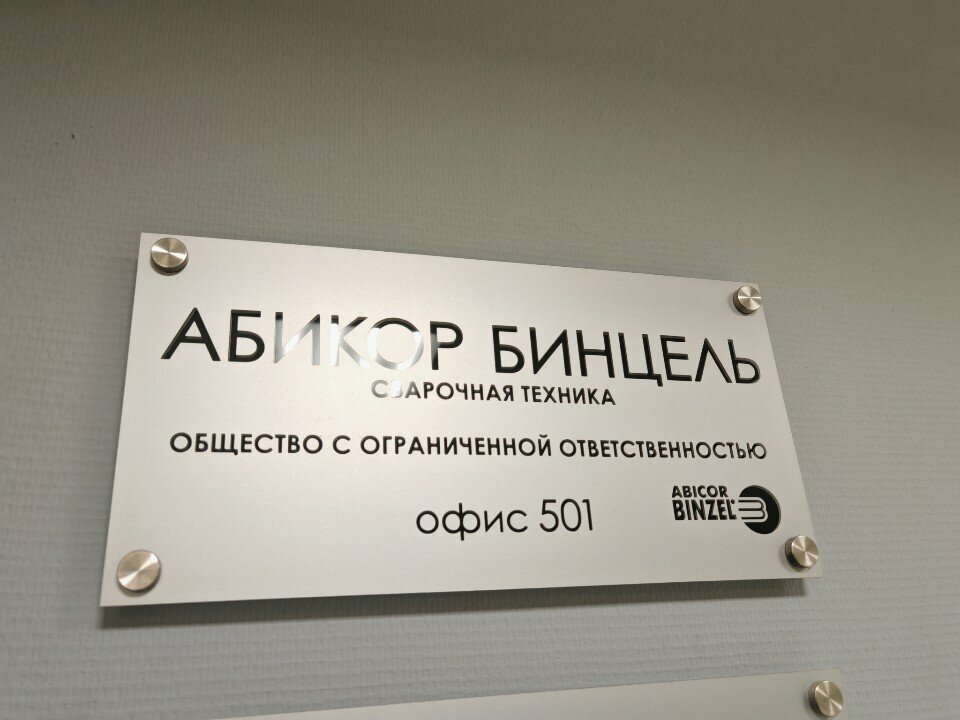 АБИКОР БИНЦЕЛЬ
СВАРОЧНАЯ ТЕХНИКА
ОБЩЕСТВО С ОГРАНИЧЕННОЙ ОТВЕТСТВЕННОСТЬЮ
офис 501
ABICOR
BINZEL